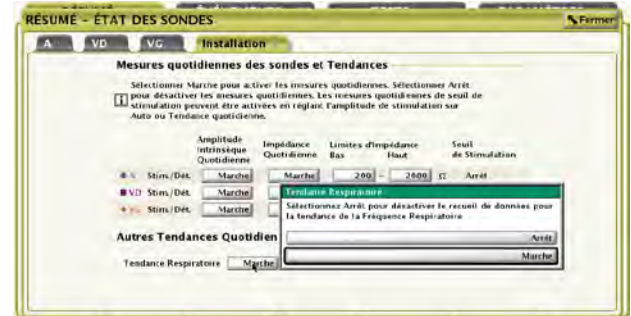 RÉSUMÉ - ÉTAT DES SONDES
Fermer
A VD VG Installation
Mesures quotidiennes des sondes et Tendances
Sélectionner Marche pour activer les mesures quotidiennes. Sélectionner Arrêt
pour désactiver les mesures quotidiennes. Les mesures quotidiennes de seuil de
stimulation peuvent être activées en réglant l'amplitude de stimulation sur
Auto ou Tendance quotidienne.
Amplitude Intrinsèque Quotidienne
Impédance Quotidienne
Limites d'Impédance
Bas Haut
Seuil de Stimulation
A Stim./Dét. Marche Marche 200 - 2000 Ω Arrêt
VD Stim./Dét. Marche
VG Stim./Dét. Marche
Tendance Respiratoire
Sélectionnez Arrêt pour désactiver le recueil de données pour
la tendance de la Fréquence Respiratoire
Arrêt
Marche
Autres Tendances Quotidien
Tendance Respiratoire Marche